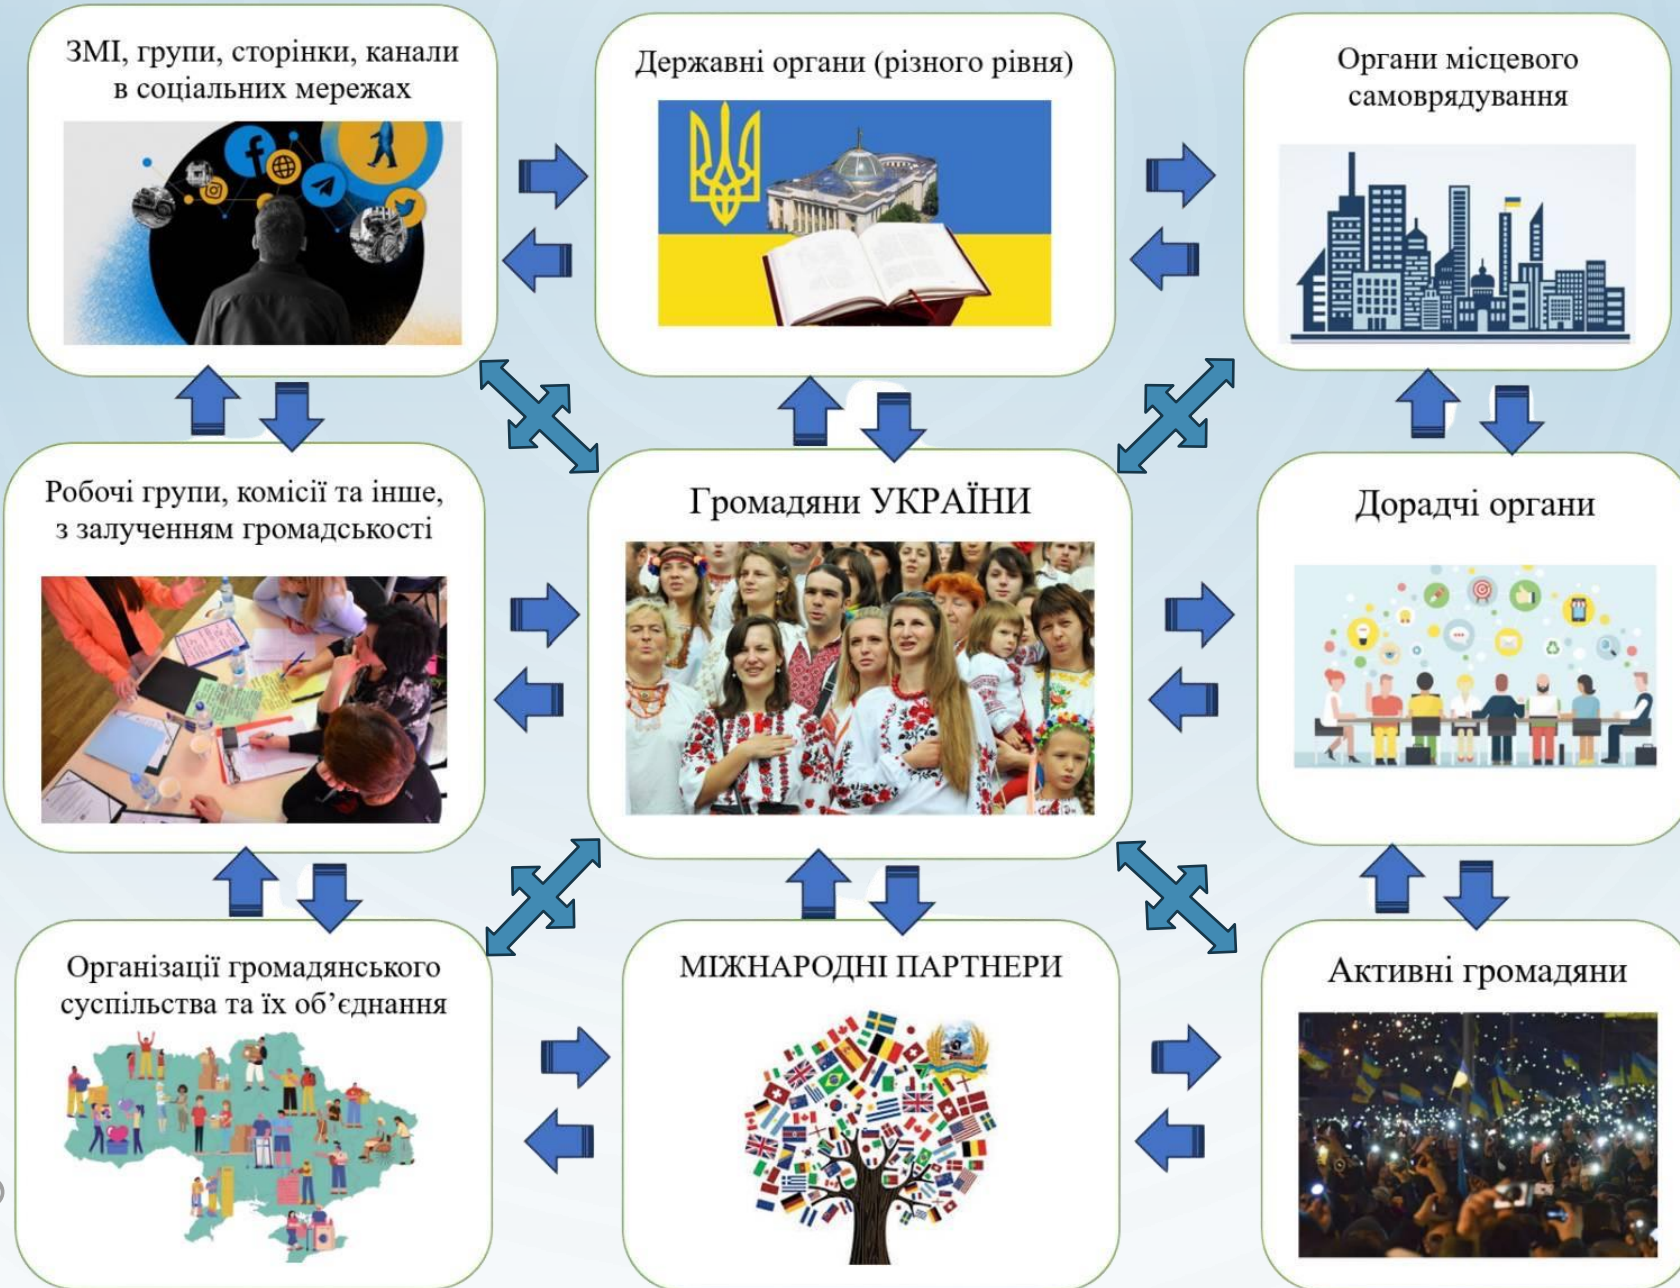 ЗМІ, групи, сторінки, канали
в соціальних мережах
Державні органи (різного рівня)
Органи місцевого
самоврядування
Робочі групи, комісії та інше,
з залученням громадськості
Громадяни УКРАЇНИ
Дорадчі органи
Організації громадянського
суспільства та їх об’єднання
МІЖНАРОДНІ ПАРТНЕРИ
Активні громадяни